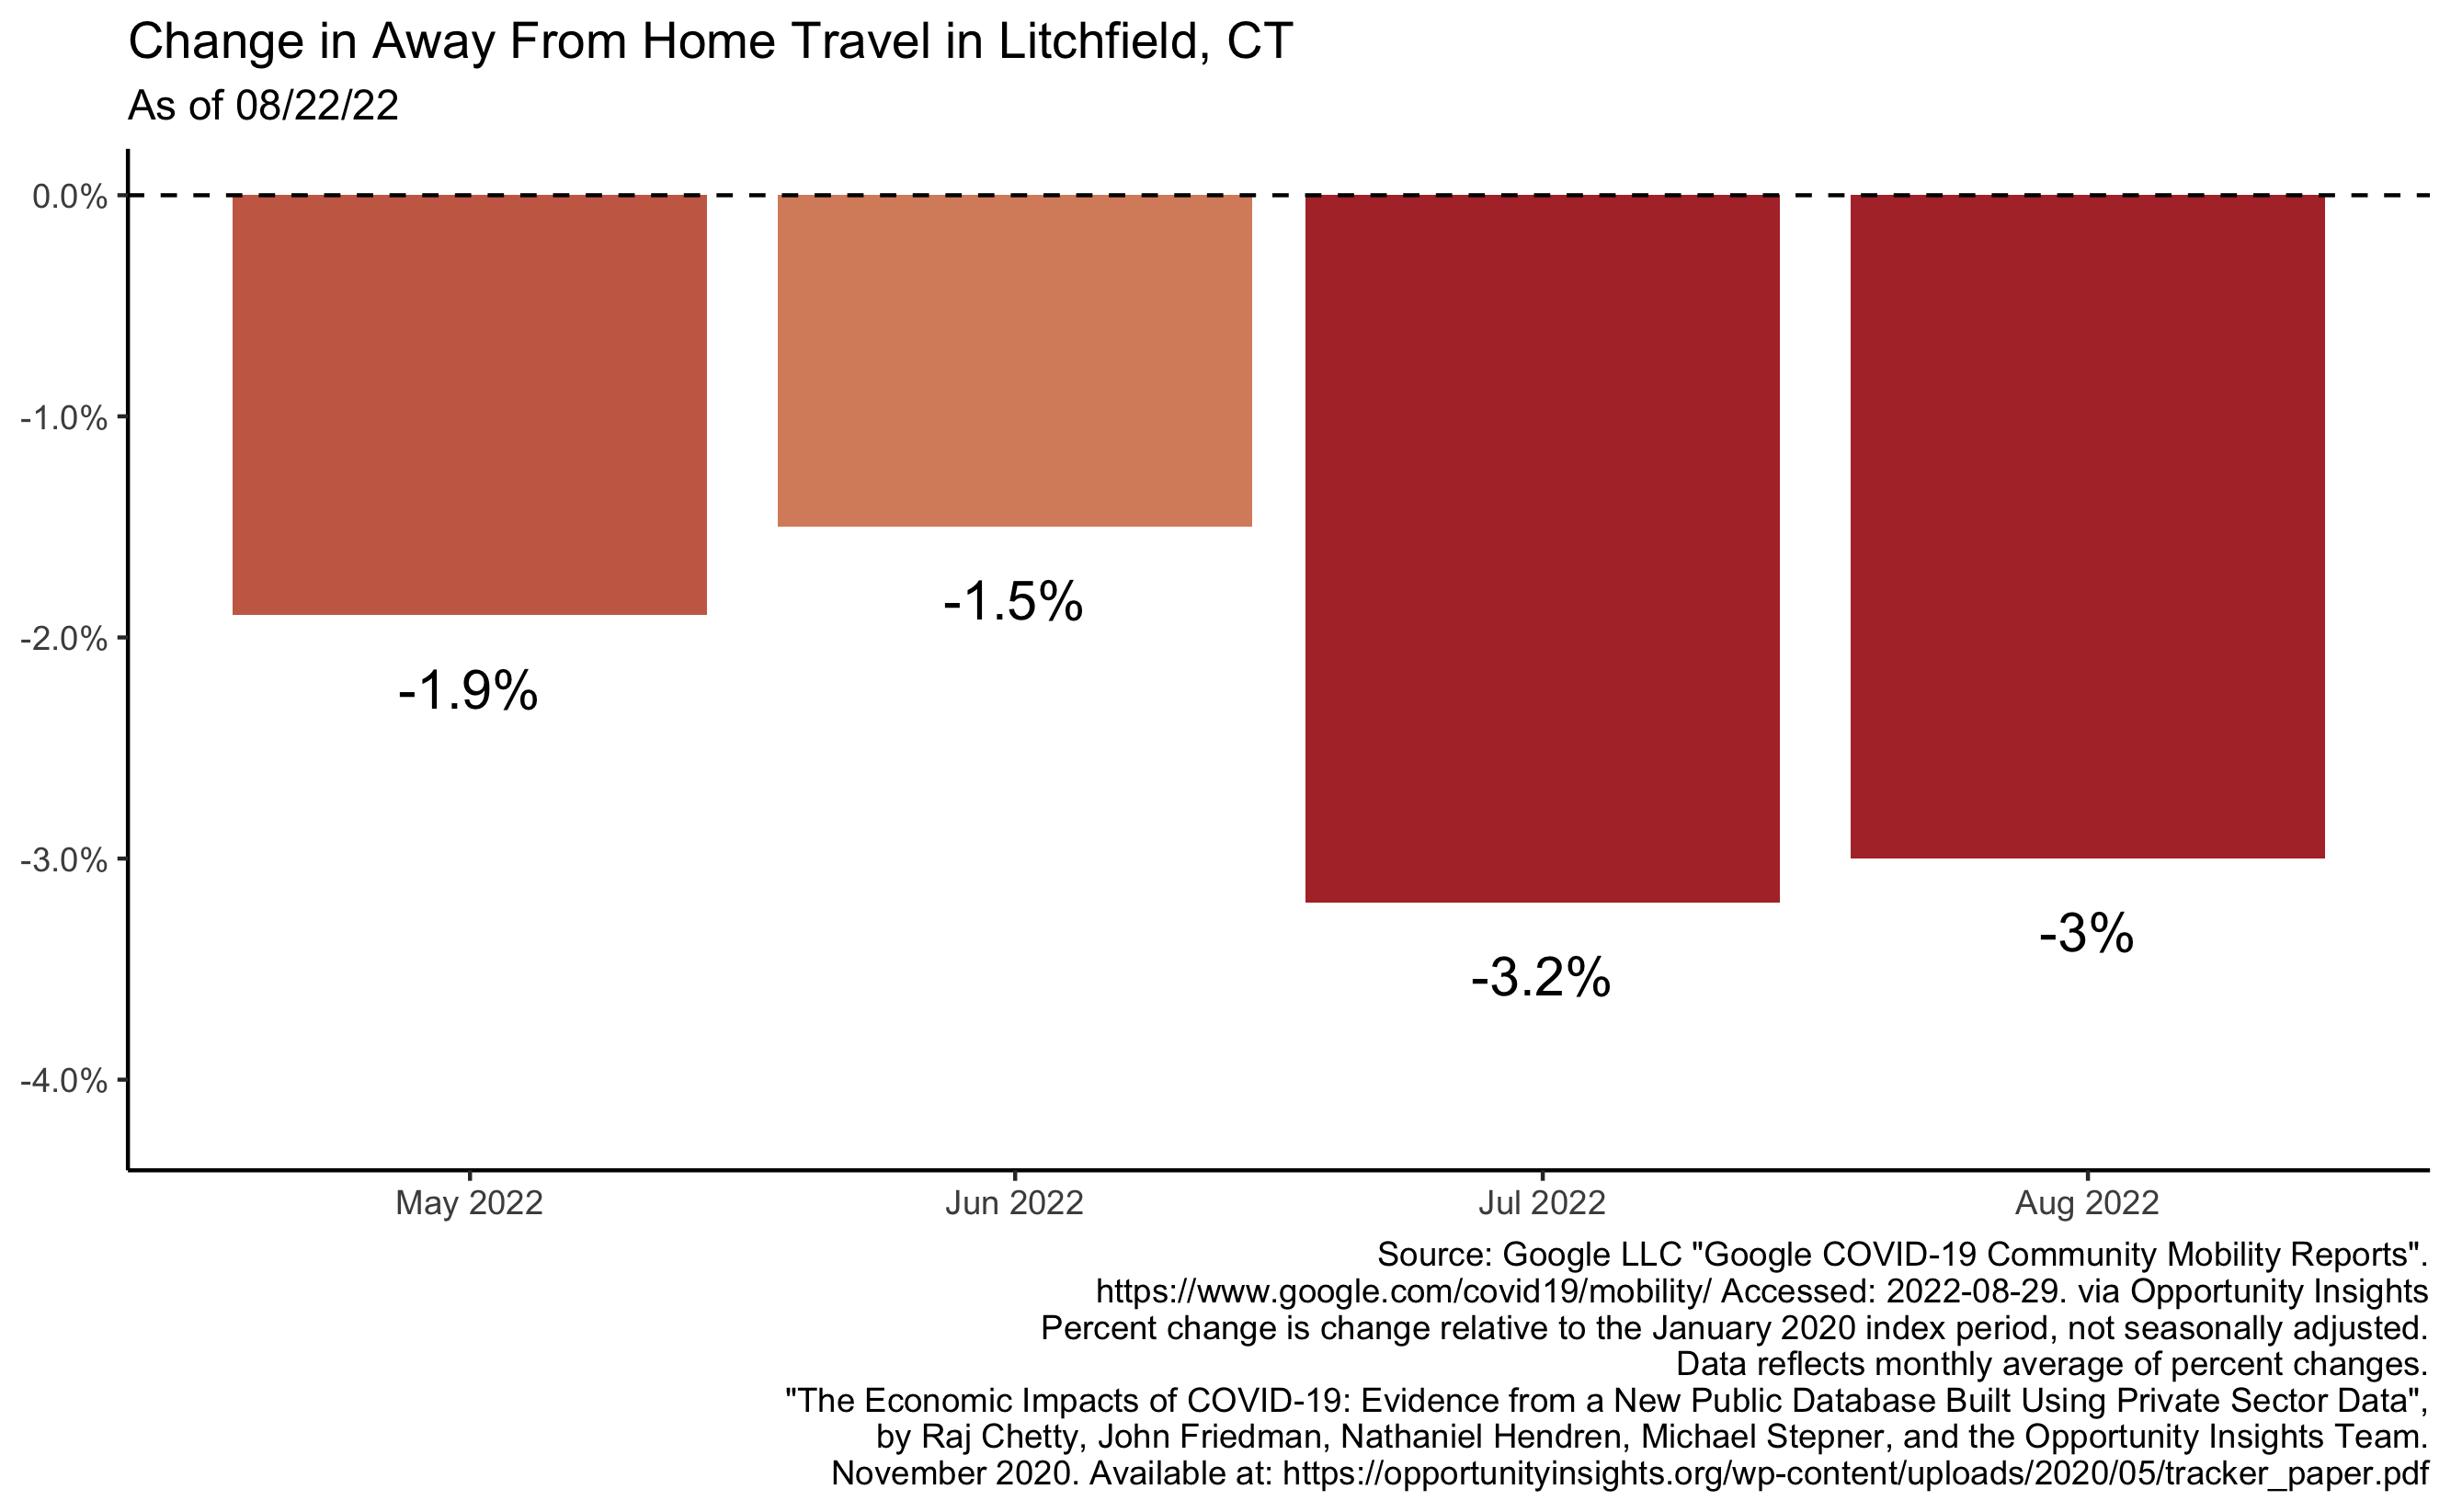 Change in Away From Home Travel in Litchfield, CT
As of 08/22/22
0.0%
-1.0%
-2.0%
-3.0%
-4.0%
-1.9%
-1.5%
-3.2%
-3%
May 2022
Jun 2022
Jul 2022
Aug 2022
Source: Google LLC "Google COVID-19 Community Mobility Reports".
https://www.google.com/covid19/mobility/ Accessed: 2022-08-29. via Opportunity Insights
Percent change is change relative to the January 2020 index period, not seasonally adjusted.
Data reflects monthly average of percent changes.
"The Economic Impacts of COVID-19: Evidence from a New Public Database Built Using Private Sector Data",
by Raj Chetty, John Friedman, Nathaniel Hendren, Michael Stepner, and the Opportunity Insights Team.
November 2020. Available at: https://opportunityinsights.org/wp-content/uploads/2020/05/tracker_paper.pdf